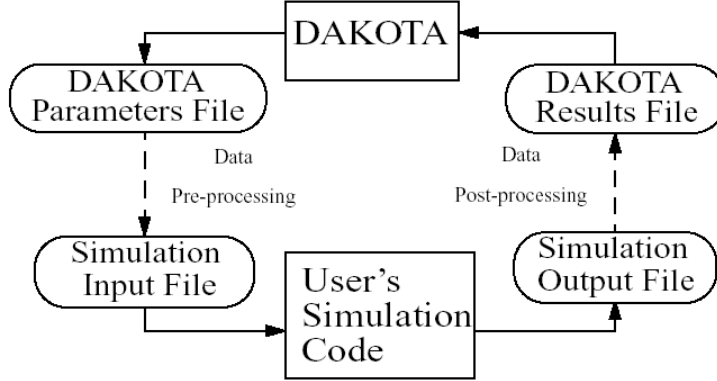 DAKOTA
DAKOTA
Parameters File
DAKOTA
Results File
Data
Pre-processing
Data
Post-processing
Simulation
Input File
User's
Simulation
Code
Simulation
Output File